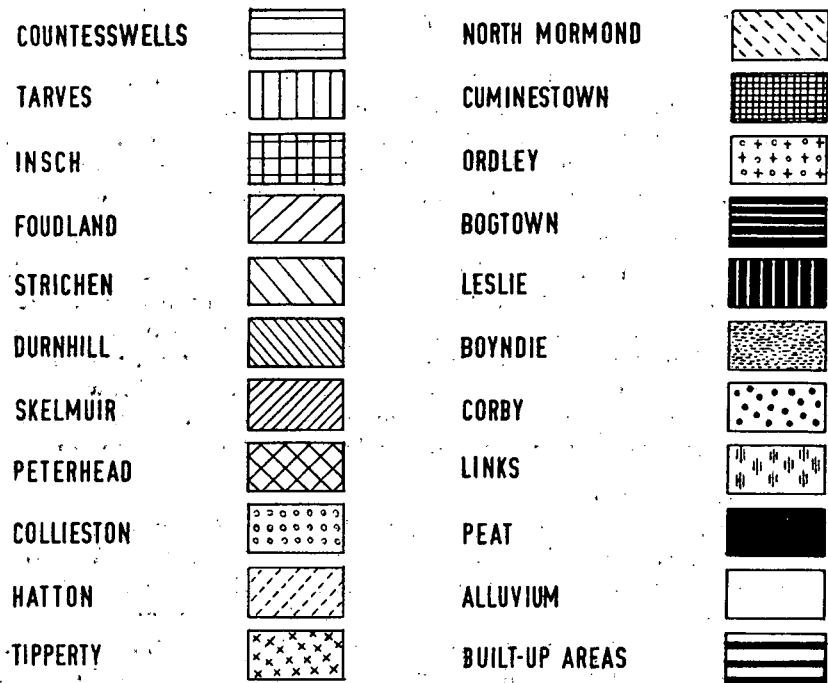 COUNTESSWELLS
TARVES
INSCH
FOUDLAND
STRICHEN
DURNHILL
SKELMUIR
PETERHEAD
COLLIESTON
HATTON
TIPPERTY
NORTH MORMOND
CUMINESTOWN
ORDLEY
BOGTOWN
LESLIE
BOYNDIE
CORBY
LINKS
PEAT
ALLUVIUM
BUILT-UP AREAS